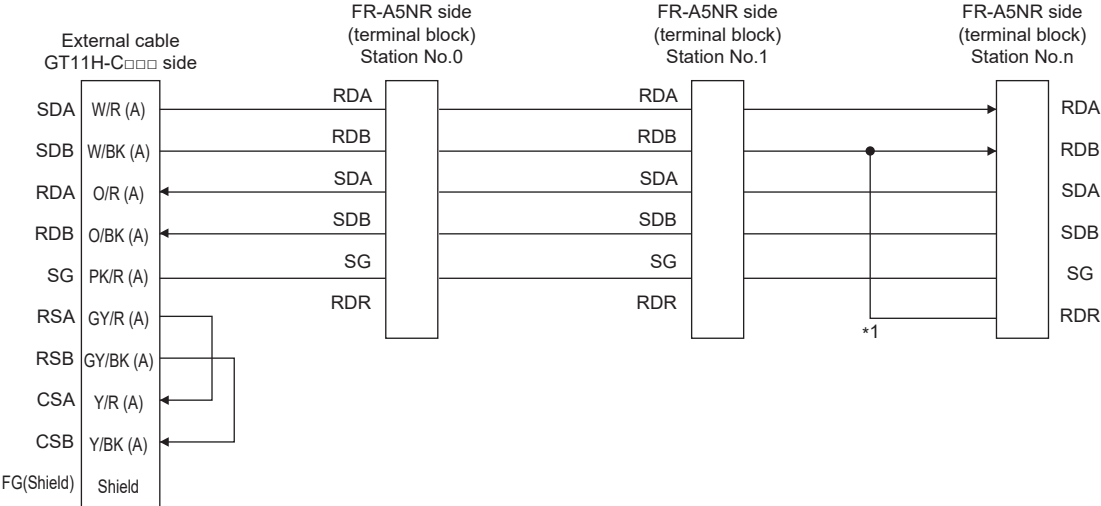 External cable
GT11H-C□□□ side
FR-A5NR side
(terminal block)
Station No.0
FR-A5NR side
(terminal block)
Station No.1
FR-A5NR side
(terminal block)
Station No.n
SDA W/R (A) RDA RDA RDA
SDB W/BK (A) RDB RDB RDB
RDA O/R (A) SDA SDA SDA
RDB O/BK (A) SDB SDB SDB
SG PK/R (A) SG SG SG
RSA GY/R (A) RDR RDR RDR
*1
RSB GY/BK (A)
CSA Y/R (A)
CSB Y/BK (A)
FG(Shield) Shield